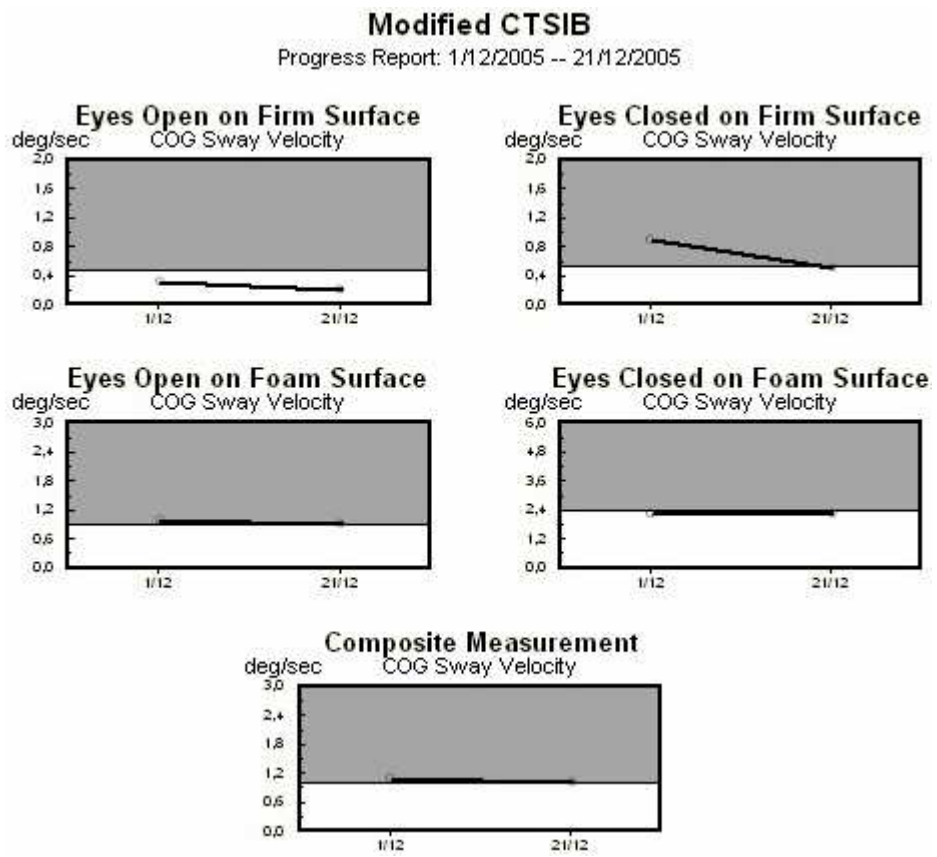 Modified CTSIB
Progress Report: 1/12/2005 -- 21/12/2005
Eyes Open on Firm Surface
deg/sec COG Sway Velocity
2,0
1,6
1,2
0,8
0,4
0,0
1/12 21/12
Eyes Closed on Firm Surface
deg/sec COG Sway Velocity
2,0
1,6
1,2
0,8
0,4
0,0
1/12 21/12
Eyes Open on Foam Surface
deg/sec COG Sway Velocity
3,0
2,4
1,8
1,2
0,6
0,0
1/12 21/12
Eyes Closed on Foam Surface
deg/sec COG Sway Velocity
6,0
4,8
3,6
2,4
1,2
0,0
1/12 21/12
Composite Measurement
deg/sec COG Sway Velocity
3,0
2,4
1,8
1,2
0,6
0,0
1/12 21/12